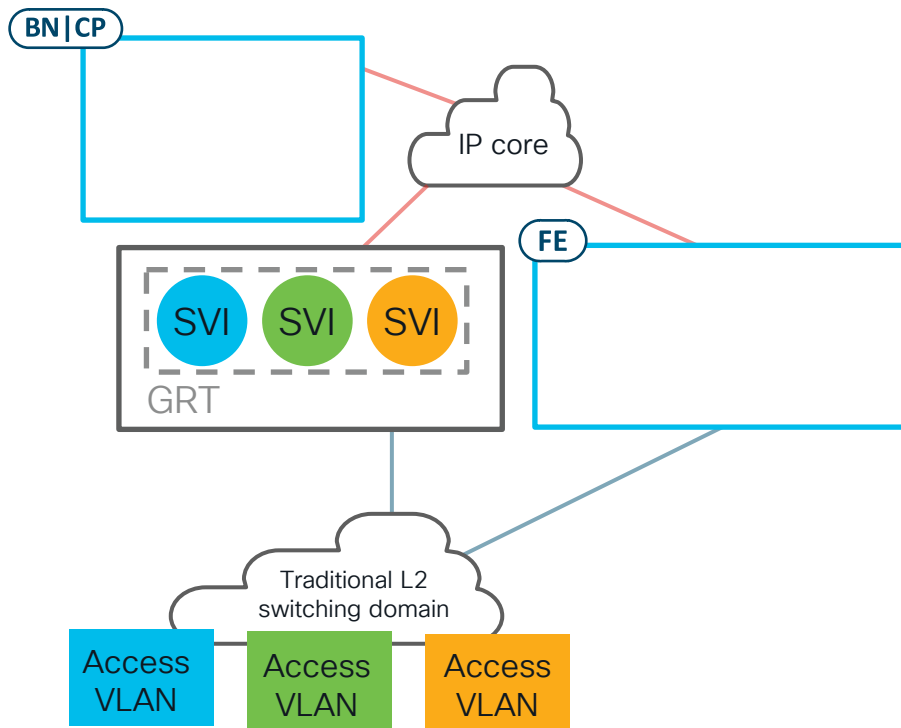 BN|CP
IP core
FE
SVI
SVI
SVI
GRT
Traditional L2
switching domain
Access
VLAN
Access
VLAN
Access
VLAN